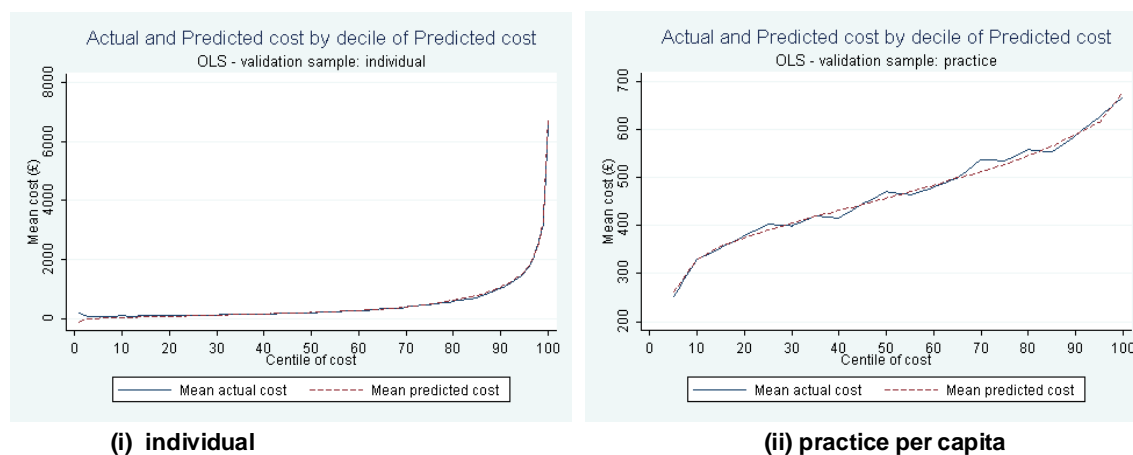 Actual and Predicted cost by decile of Predicted cost
OLS - validation sample: individual
Mean cost (£)
8000
6000
4000
2000
0
0 10 20 30 40 50 60 70 80 90 100
Centile of cost
Mean actual cost Mean predicted cost
(i) individual
Actual and Predicted cost by decile of Predicted cost
OLS - validation sample: practice
Mean cost (£)
700
600
500
400
300
200
0 10 20 30 40 50 60 70 80 90 100
Centile of cost
Mean actual cost Mean predicted cost
(ii) practice per capita